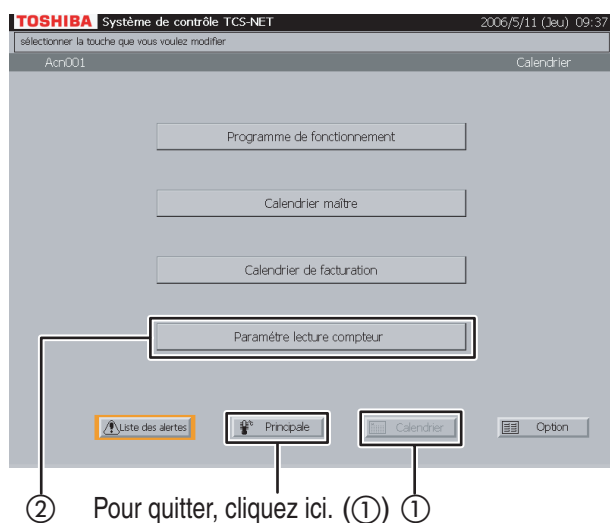 TOSHIBA Système de contrôle TCS-NET 2006/5/11 (Jeu) 09:37
sélectionner la touche que vous voulez modifier
Acn001 Calendrier
Programme de fonctionnement
Calendrier maître
Calendrier de facturation
Paramétre lecture compteur
Liste des alertes Principale Calendrier Option
② Pour quitter, cliquez ici. (①) ①